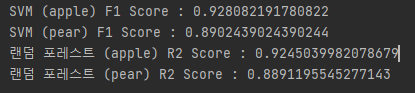 SVM (apple) F1 Score : 0.928082191780822
SVM (pear) F1 Score : 0.8902439024390244
랜덤 포레스트 (apple) R2 Score : 0.9245039982078679
랜덤 포레스트 (pear) R2 Score : 0.8891195545277143